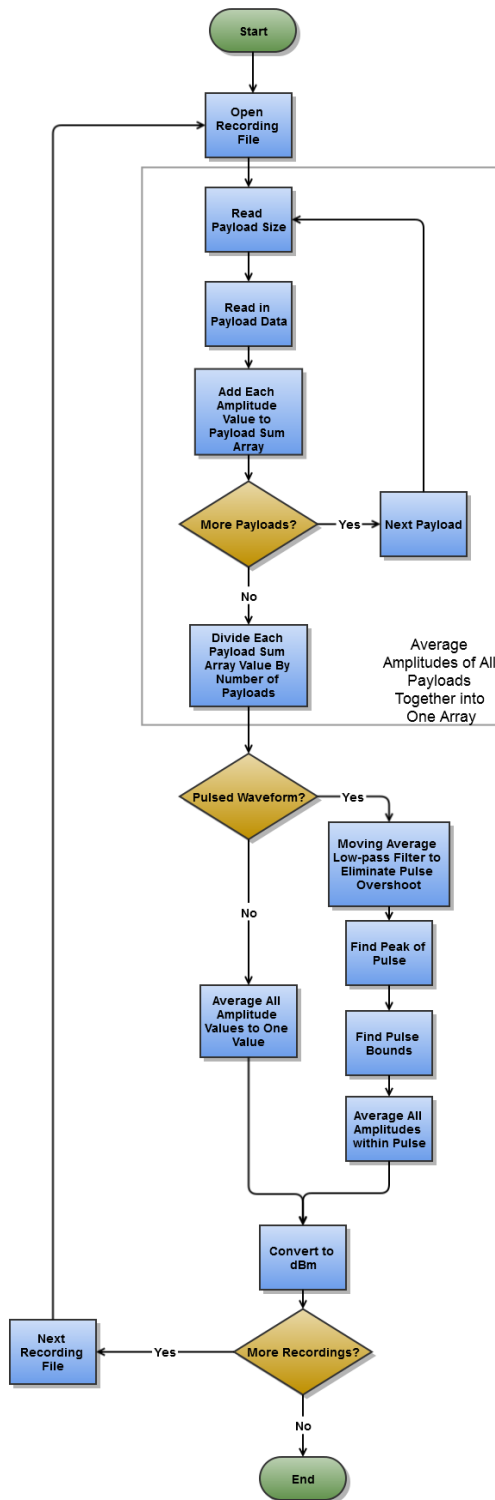 Start
Open
Recording
File
Read
Payload Size
Read in
Payload Data
Add Each
Amplitude
Value to
Payload Sum
Array
More Payloads?
Yes
Next Payload
No
Divide Each
Payload Sum
Array Value By
Number of
Payloads
Average
Amplitudes of All
Payloads
Together into
One Array
Pulsed Waveform?
Yes
Moving Average
Low-pass Filter to
Eliminate Pulse
Overshoot
No
Find Peak of
Pulse
Average All
Amplitude
Values to One
Value
Find Pulse
Bounds
Average All
Amplitudes
within Pulse
Convert to
dBm
More Recordings?
Yes
Next
Recording
File
No
End